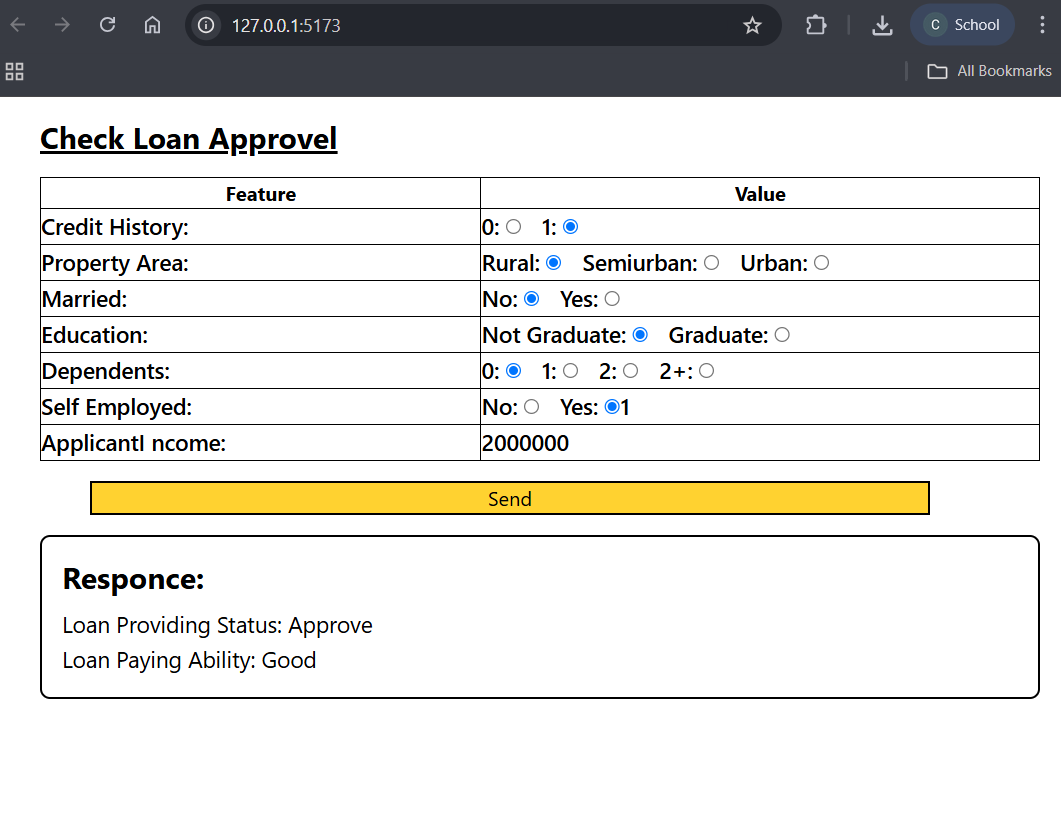 127.0.0.1:5173
C School
All Bookmarks
Check Loan Approvel
Feature Value
Credit History: 0: 1:
Property Area: Rural: Semiurban: Urban:
Married: No: Yes:
Education: Not Graduate: Graduate:
Dependents: 0: 1: 2: 2+:
Self Employed: No: Yes: 1
ApplicantI ncome: 2000000
Send
Responce:
Loan Providing Status: Approve
Loan Paying Ability: Good